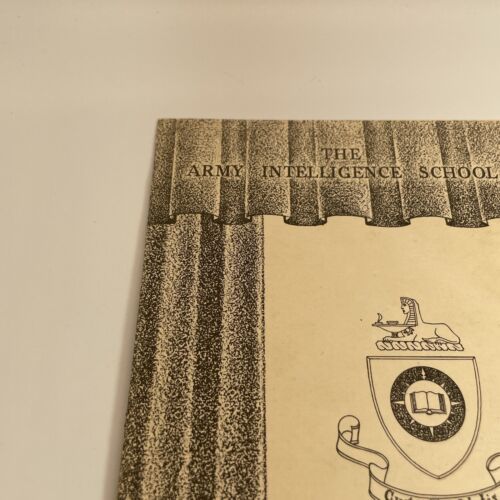 THE
ARMY INTELLIGENCE SCHOOL